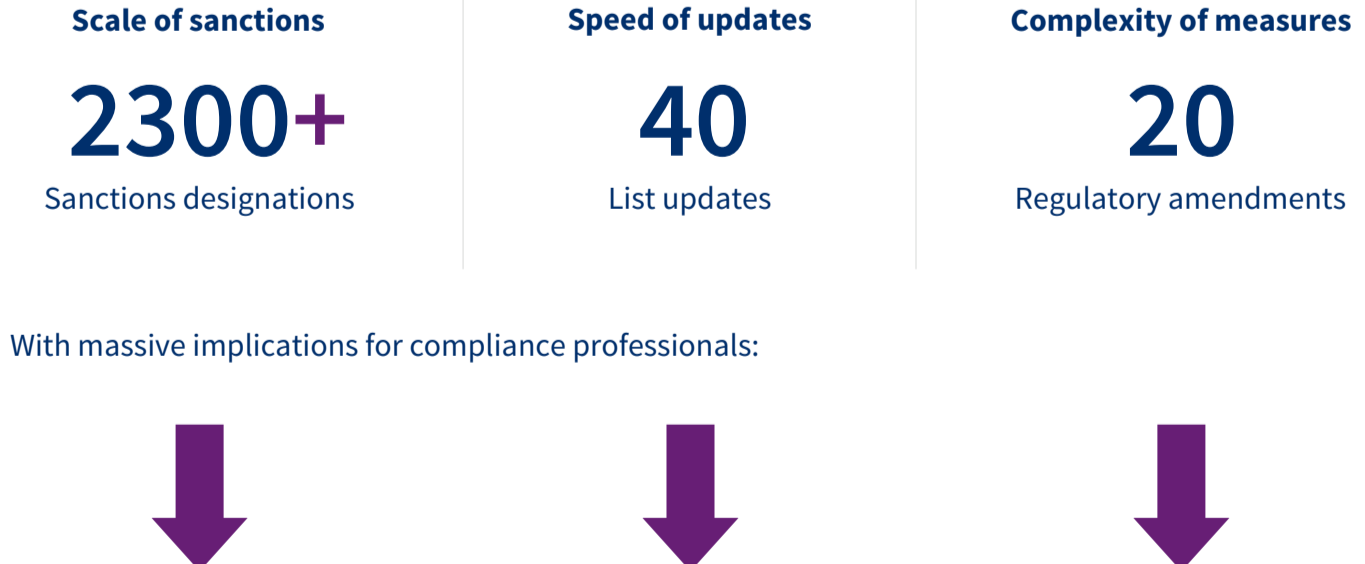 Scale of sanctions
2300+
Sanctions designations
Speed of updates
40
List updates
Complexity of measures
20
Regulatory amendments
With massive implications for compliance professionals: